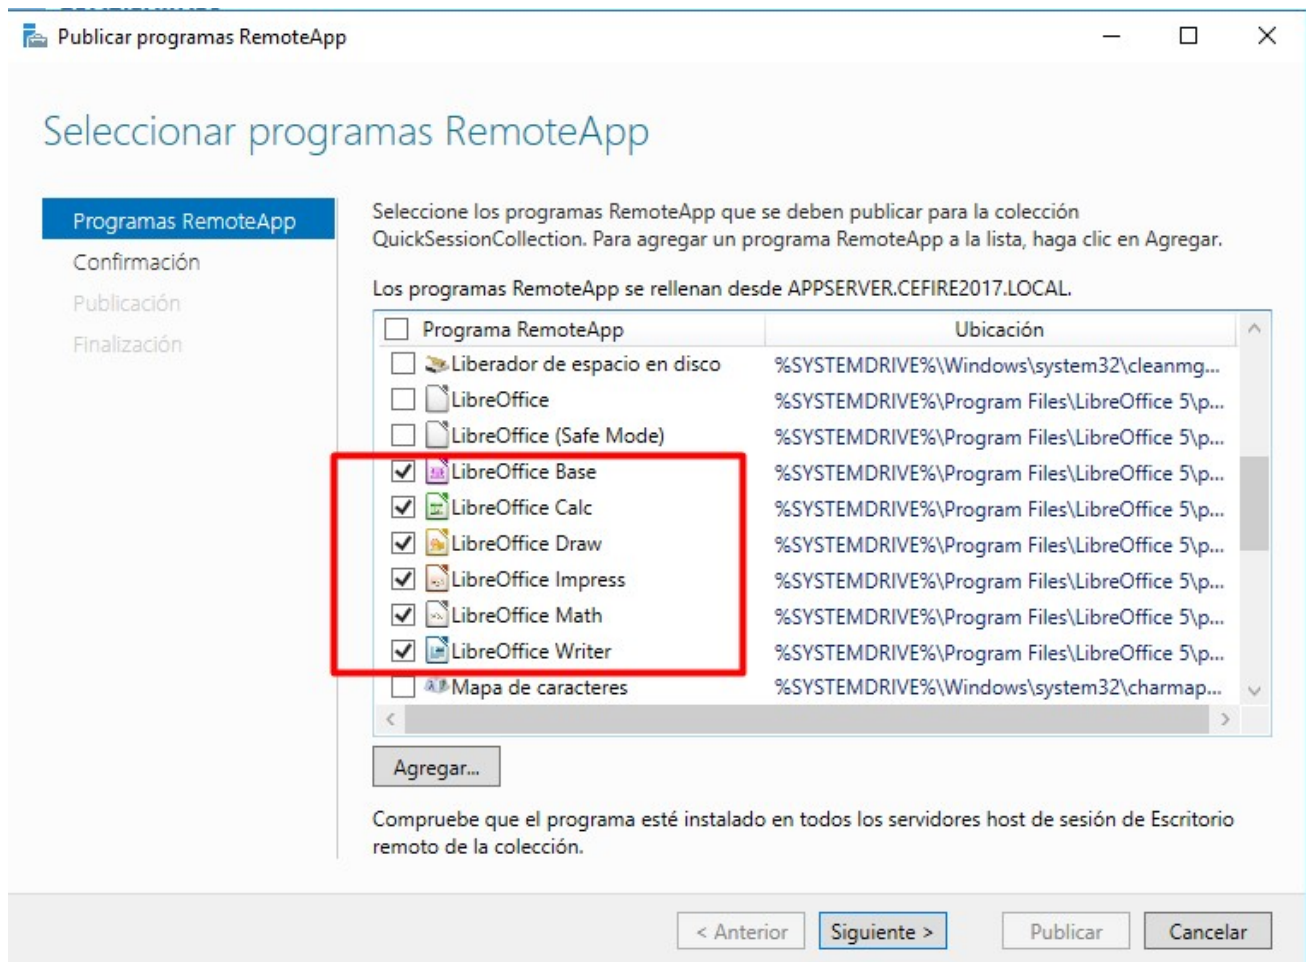 Publicar programas RemoteApp
Seleccionar programas RemoteApp
Programas RemoteApp
Confirmación
Publicación
Finalización
Seleccione los programas RemoteApp que se deben publicar para la colección
QuickSessionCollection. Para agregar un programa RemoteApp a la lista, haga clic en Agregar.
Los programas RemoteApp se rellenan desde APPSERVER.CEFIRE2017.LOCAL.
Programa RemoteApp Ubicación
Liberador de espacio en disco %SYSTEMDRIVE%\Windows\system32\cleanmg...
LibreOffice %SYSTEMDRIVE%\Program Files\LibreOffice 5\p...
LibreOffice (Safe Mode) %SYSTEMDRIVE%\Program Files\LibreOffice 5\p...
LibreOffice Base %SYSTEMDRIVE%\Program Files\LibreOffice 5\p...
LibreOffice Calc %SYSTEMDRIVE%\Program Files\LibreOffice 5\p...
LibreOffice Draw %SYSTEMDRIVE%\Program Files\LibreOffice 5\p...
LibreOffice Impress %SYSTEMDRIVE%\Program Files\LibreOffice 5\p...
LibreOffice Math %SYSTEMDRIVE%\Program Files\LibreOffice 5\p...
LibreOffice Writer %SYSTEMDRIVE%\Program Files\LibreOffice 5\p...
Mapa de caracteres %SYSTEMDRIVE%\Windows\system32\charmap...
Agregar...
Compruebe que el programa esté instalado en todos los servidores host de sesión de Escritorio
remoto de la colección.
< Anterior Siguiente > Publicar Cancelar